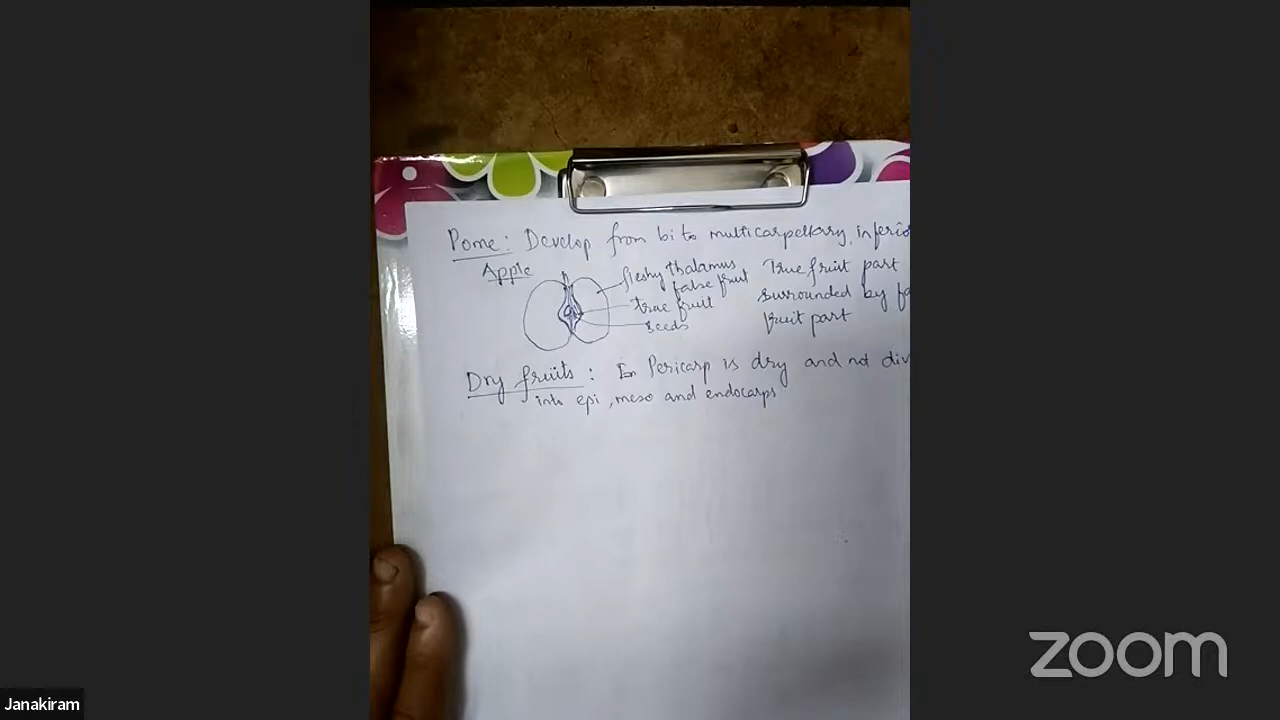 Pome: Develop from bi to multicarpellary, inferio
Apple
fleshy thalamus
false fruit
true fruit
seeds
True fruit part
surrounded by fa
fruit part
Dry fruits: Pericarp is dry and not div
into epi, meso and endocarps
zoom
Janakiram